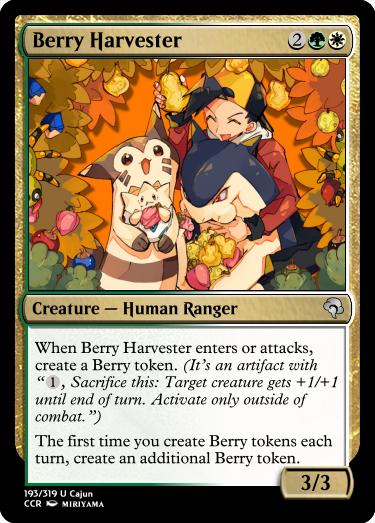 Berry Harvester 2
Creature — Human Ranger
When Berry Harvester enters or attacks,
create a Berry token. (It's an artifact with
"1, Sacrifice this: Target creature gets +1/+1
until end of turn. Activate only outside of
combat.")
The first time you create Berry tokens each
turn, create an additional Berry token.
3/3
193/319 U Cajun
CCR MIRIYAMA